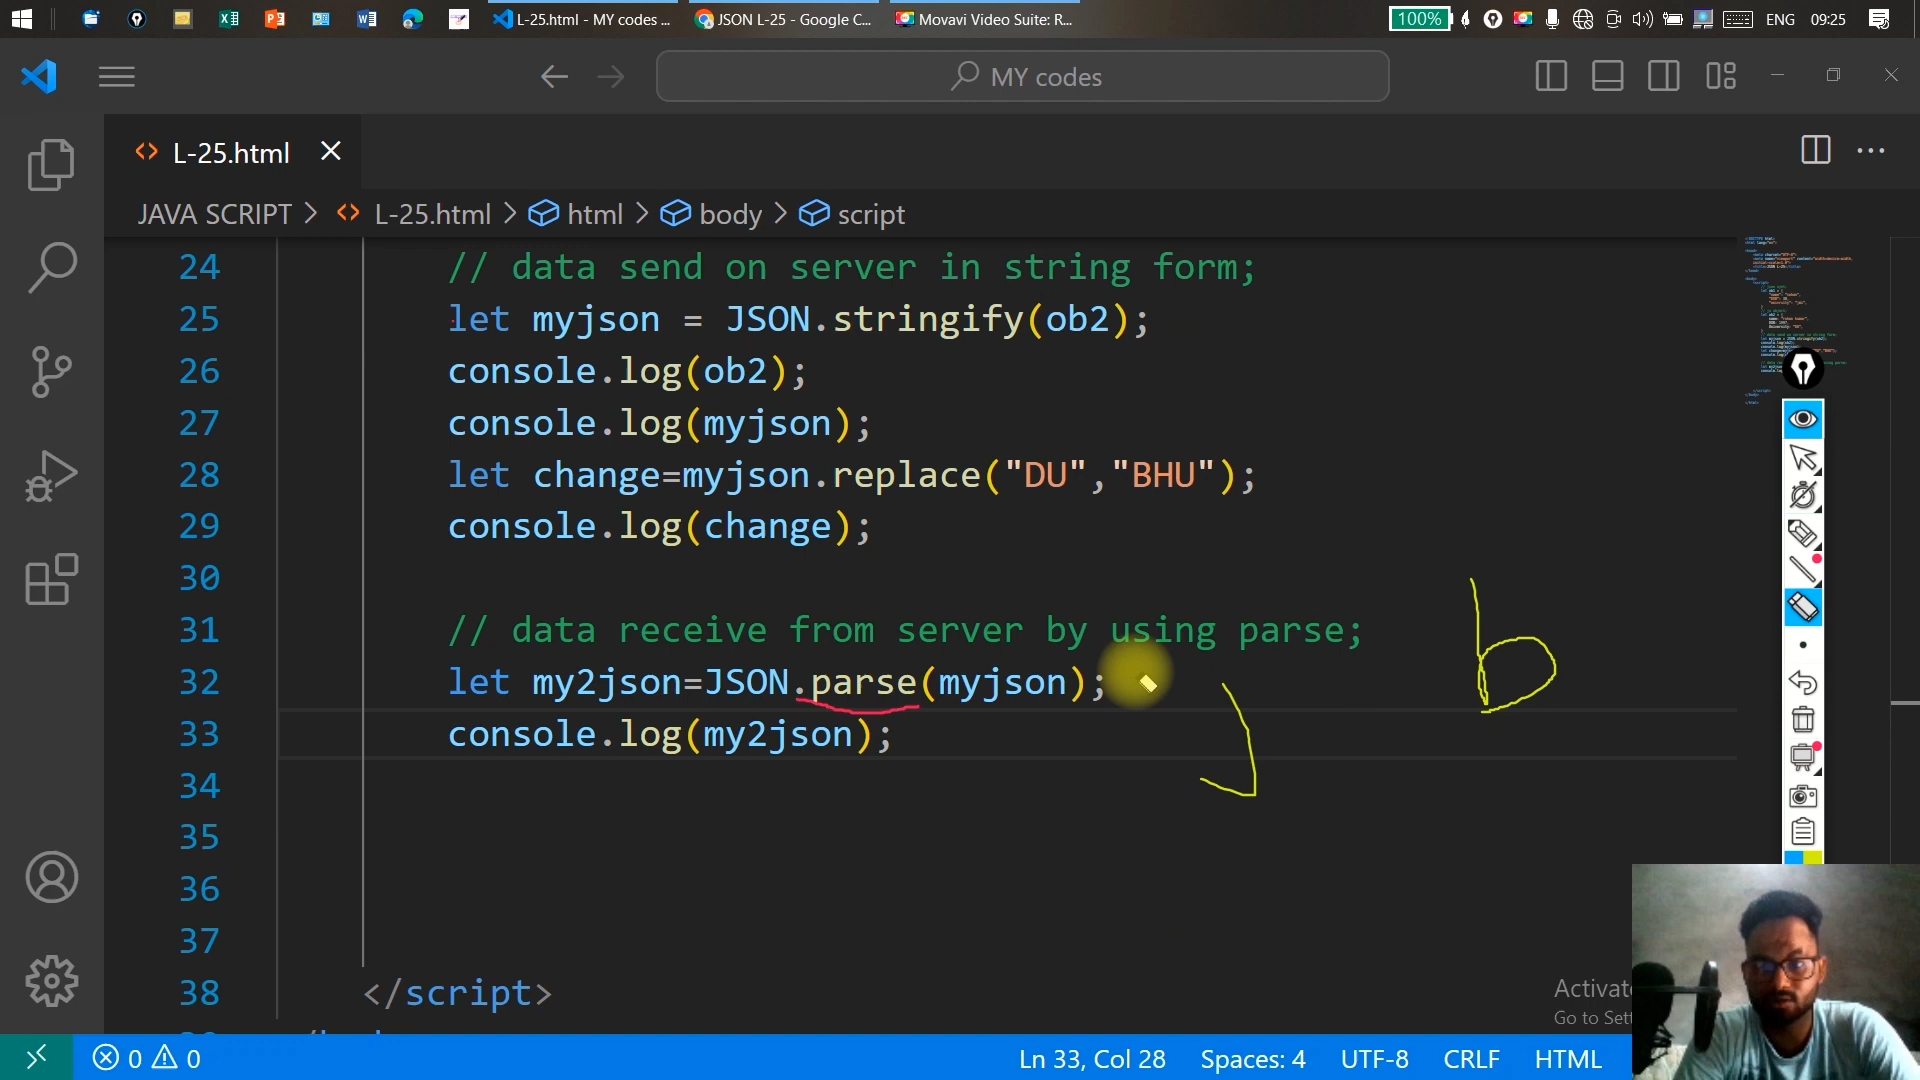 L-25.html - MY codes ...
JSON L-25 - Google C...
Movavi Video Suite: R...
100%
ENG
09:25
MY codes
L-25.html
JAVA SCRIPT > L-25.html > html > body > script
24 // data send on server in string form;
25 let myjson = JSON.stringify(ob2);
26 console.log(ob2);
27 console.log(myjson);
28 let change=myjson.replace("DU","BHU");
29 console.log(change);
30
31 // data receive from server by using parse;
32 let my2json=JSON.parse(myjson);
33 console.log(my2json);
34
35
36
37
38 </script>
b
Activat
Go to Set
0 0
Ln 33, Col 28
Spaces: 4
UTF-8
CRLF
HTML